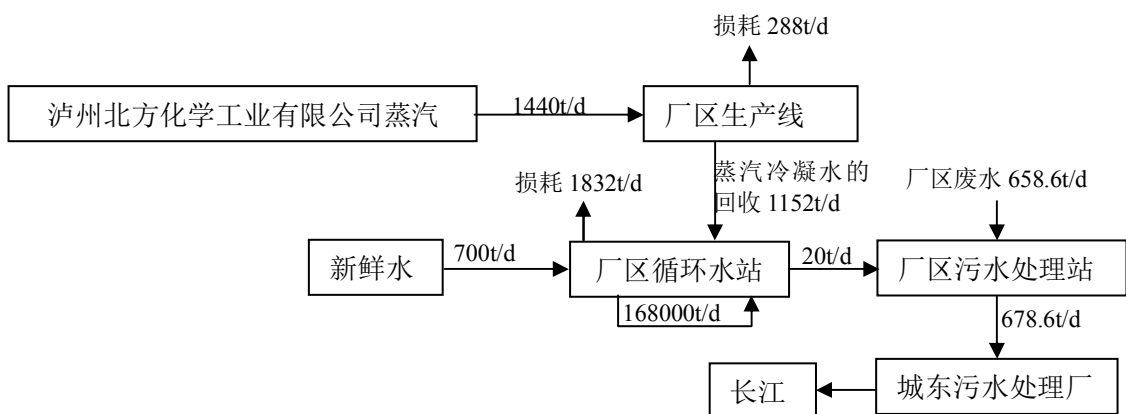 损耗 288t/d
泸州北方化学工业有限公司蒸汽
1440t/d
厂区生产线
损耗 1832t/d
蒸汽冷凝水的
回收 1152t/d
厂区废水 658.6t/d
新鲜水
700t/d
厂区循环水站
20t/d
厂区污水处理站
168000t/d
678.6t/d
长江
城东污水处理厂